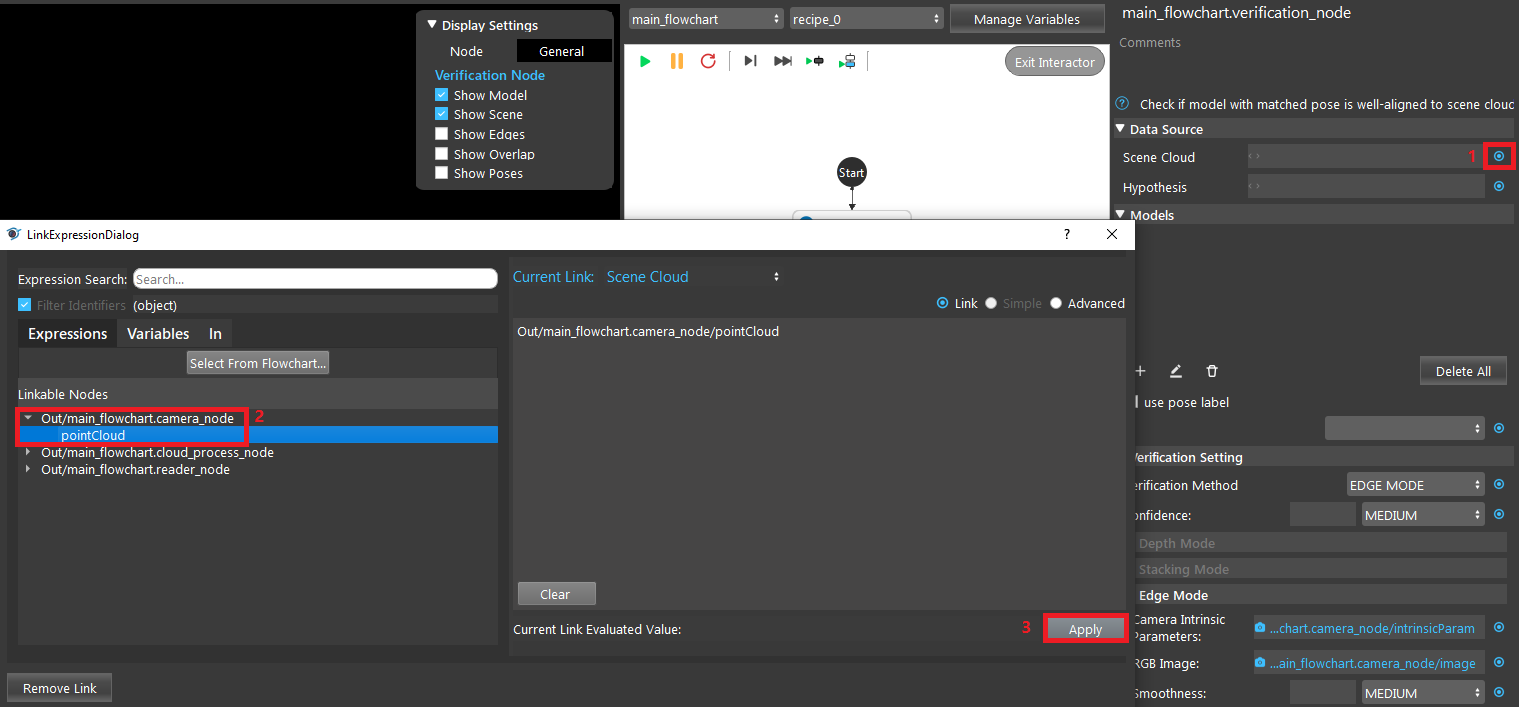 Display Settings
Node
General
Verification Node
Show Model
Show Scene
Show Edges
Show Overlap
Show Poses
main_flowchart
recipe_0
Manage Variables
Exit Interactor
Start
main_flowchart.verification_node
Comments
? Check if model with matched pose is well-aligned to scene clouc
Data Source
Scene Cloud
1
Hypothesis
Models
Delete All
use pose label
Verification Setting
erification Method
EDGE MODE
onfidence:
MEDIUM
Depth Mode
Stacking Mode
Edge Mode
Camera Intrinsic
Parameters:
...chart.camera_node/intrinsicParam
RGB Image:
...ain_flowchart.camera_node/image
Smoothness:
MEDIUM
LinkExpressionDialog
?
Expression Search:
Search...
Filter Identifiers
(object)
Expressions
Variables
In
Select From Flowchart...
Linkable Nodes
Out/main_flowchart.camera_node
2
pointCloud
Out/main_flowchart.cloud_process_node
Out/main_flowchart.reader_node
Remove Link
Current Link:
Scene Cloud
Link
Simple
Advanced
Out/main_flowchart.camera_node/pointCloud
Clear
Current Link Evaluated Value:
3
Apply